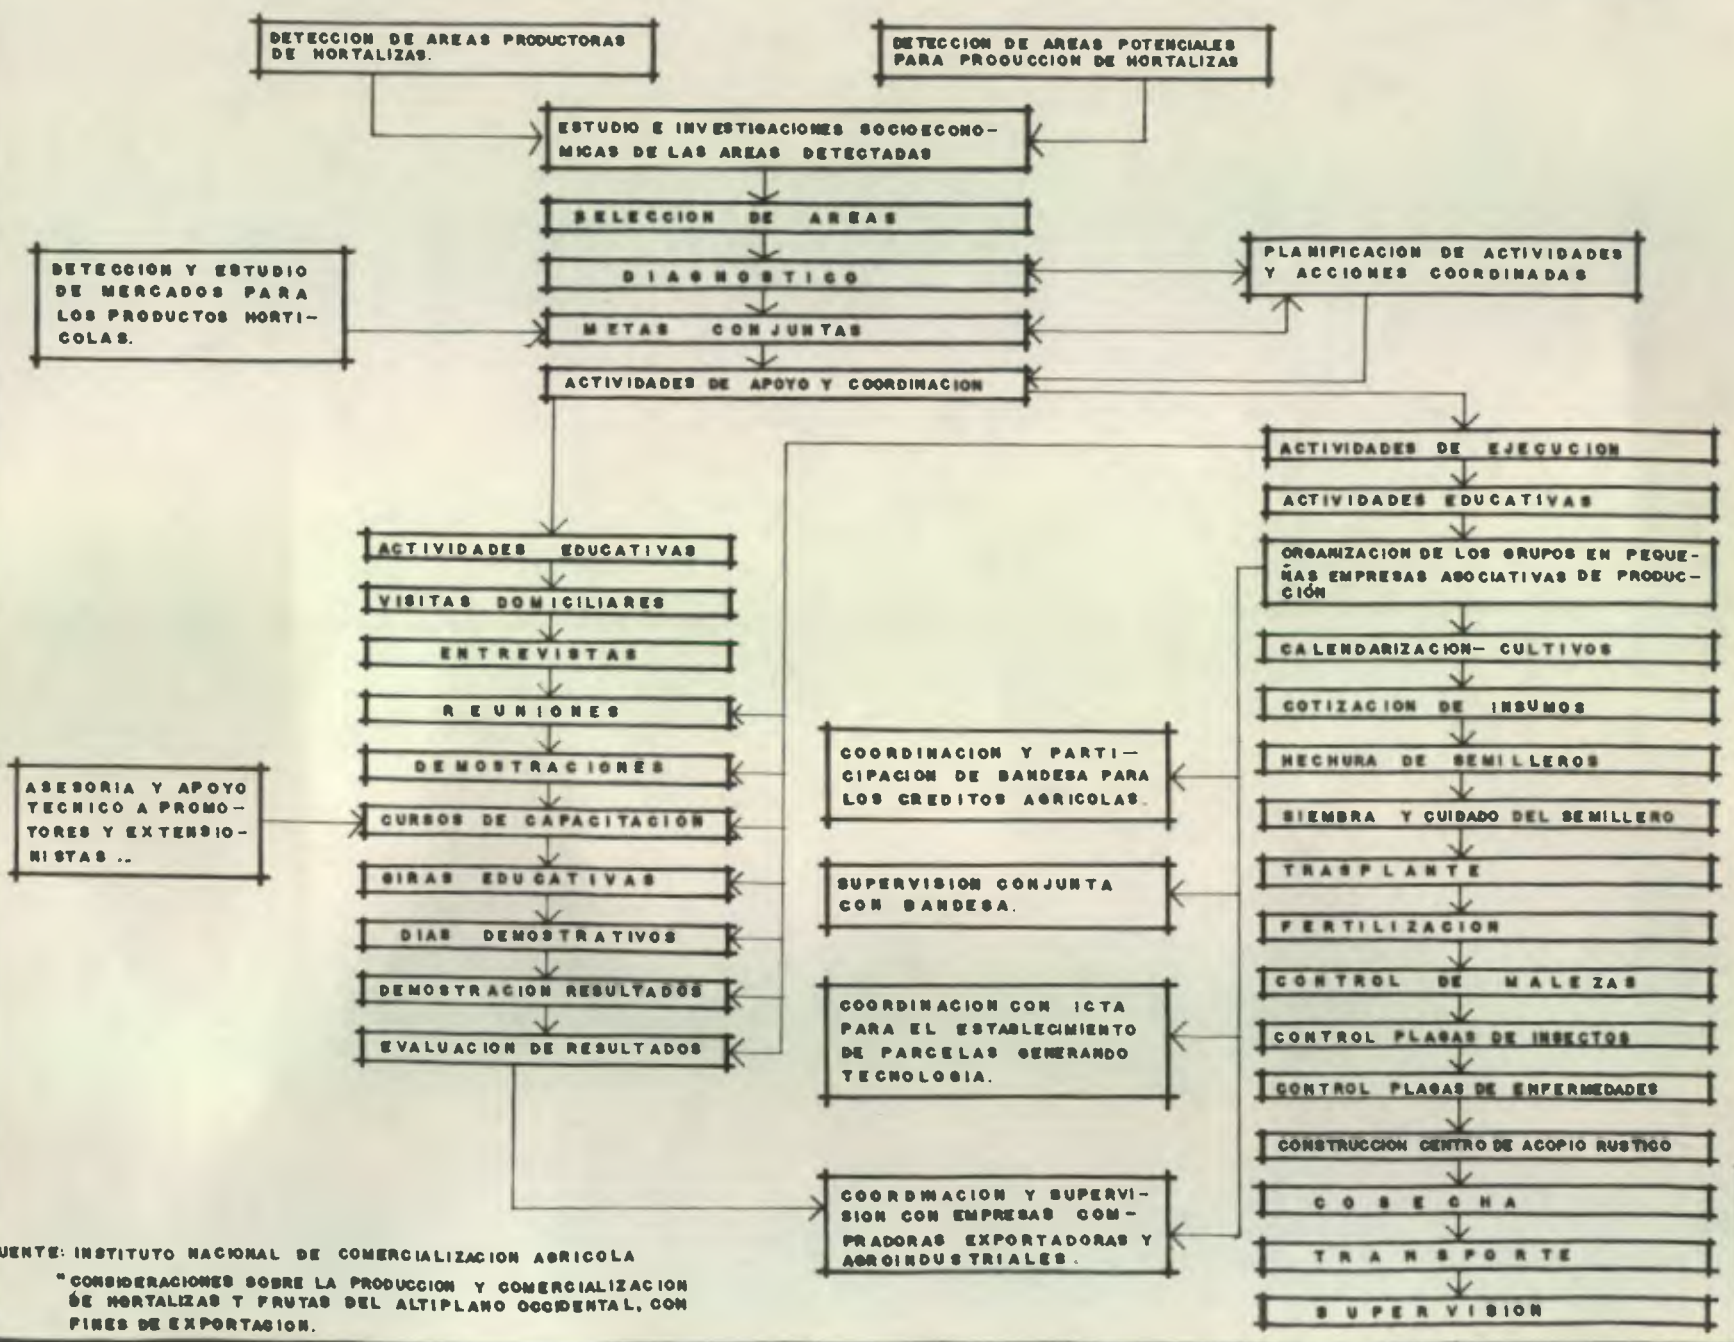 DETECCION DE AREAS PRODUCTORAS
DE HORTALIZAS.
DETECCION DE AREAS POTENCIALES
PARA PRODUCCION DE HORTALIZAS
ESTUDIO E INVESTIGACIONES SOCIOECONO-
MICAS DE LAS AREAS DETECTADAS
SELECCION DE AREAS
DIAGNOSTICO
METAS CONJUNTAS
ACTIVIDADES DE APOYO Y COORDINACION
DETECCION Y ESTUDIO
DE MERCADOS PARA
LOS PRODUCTOS HORTI-
COLAS.
PLANIFICACION DE ACTIVIDADES
Y ACCIONES COORDINADAS
ACTIVIDADES EDUCATIVAS
VISITAS DOMICILIARES
ENTREVISTAS
REUNIONES
DEMOSTRACIONES
CURSOS DE CAPACITACION
GIRAS EDUCATIVAS
DIAS DEMOSTRATIVOS
DEMOSTRACION RESULTADOS
EVALUACION DE RESULTADOS
ASESORIA Y APOYO
TECNICO A PROMO-
TORES Y EXTENSIO-
NISTAS ..
COORDINACION Y PARTI-
CIPACION DE BANDESA PARA
LOS CREDITOS AGRICOLAS.
SUPERVISION CONJUNTA
CON BANDESA.
COORDINACION CON ICTA
PARA EL ESTABLECIMIENTO
DE PARCELAS GENERANDO
TECNOLOGIA.
COORDINACION Y SUPERVI-
SION CON EMPRESAS COM-
PRADORAS EXPORTADORAS Y
AGROINDUSTRIALES.
ACTIVIDADES DE EJECUCION
ACTIVIDADES EDUCATIVAS
ORGANIZACION DE LOS GRUPOS EN PEQUE-
ÑAS EMPRESAS ASOCIATIVAS DE PRODUC-
CIÓN
CALENDARIZACION- CULTIVOS
COTIZACION DE INSUMOS
HECHURA DE SEMILLEROS
SIEMBRA Y CUIDADO DEL SEMILLERO
TRASPLANTE
FERTILIZACION
CONTROL DE MALEZAS
CONTROL PLAGAS DE INSECTOS
CONTROL PLAGAS DE ENFERMEDADES
CONSTRUCCION CENTRO DE ACOPIO RUSTICO
COSECHA
TRANSPORTE
SUPERVISION
UENTE: INSTITUTO NACIONAL DE COMERCIALIZACION AGRICOLA
"CONSIDERACIONES SOBRE LA PRODUCCION Y COMERCIALIZACION
DE HORTALIZAS Y FRUTAS DEL ALTIPLANO OCCIDENTAL, CON
FINES DE EXPORTACION.